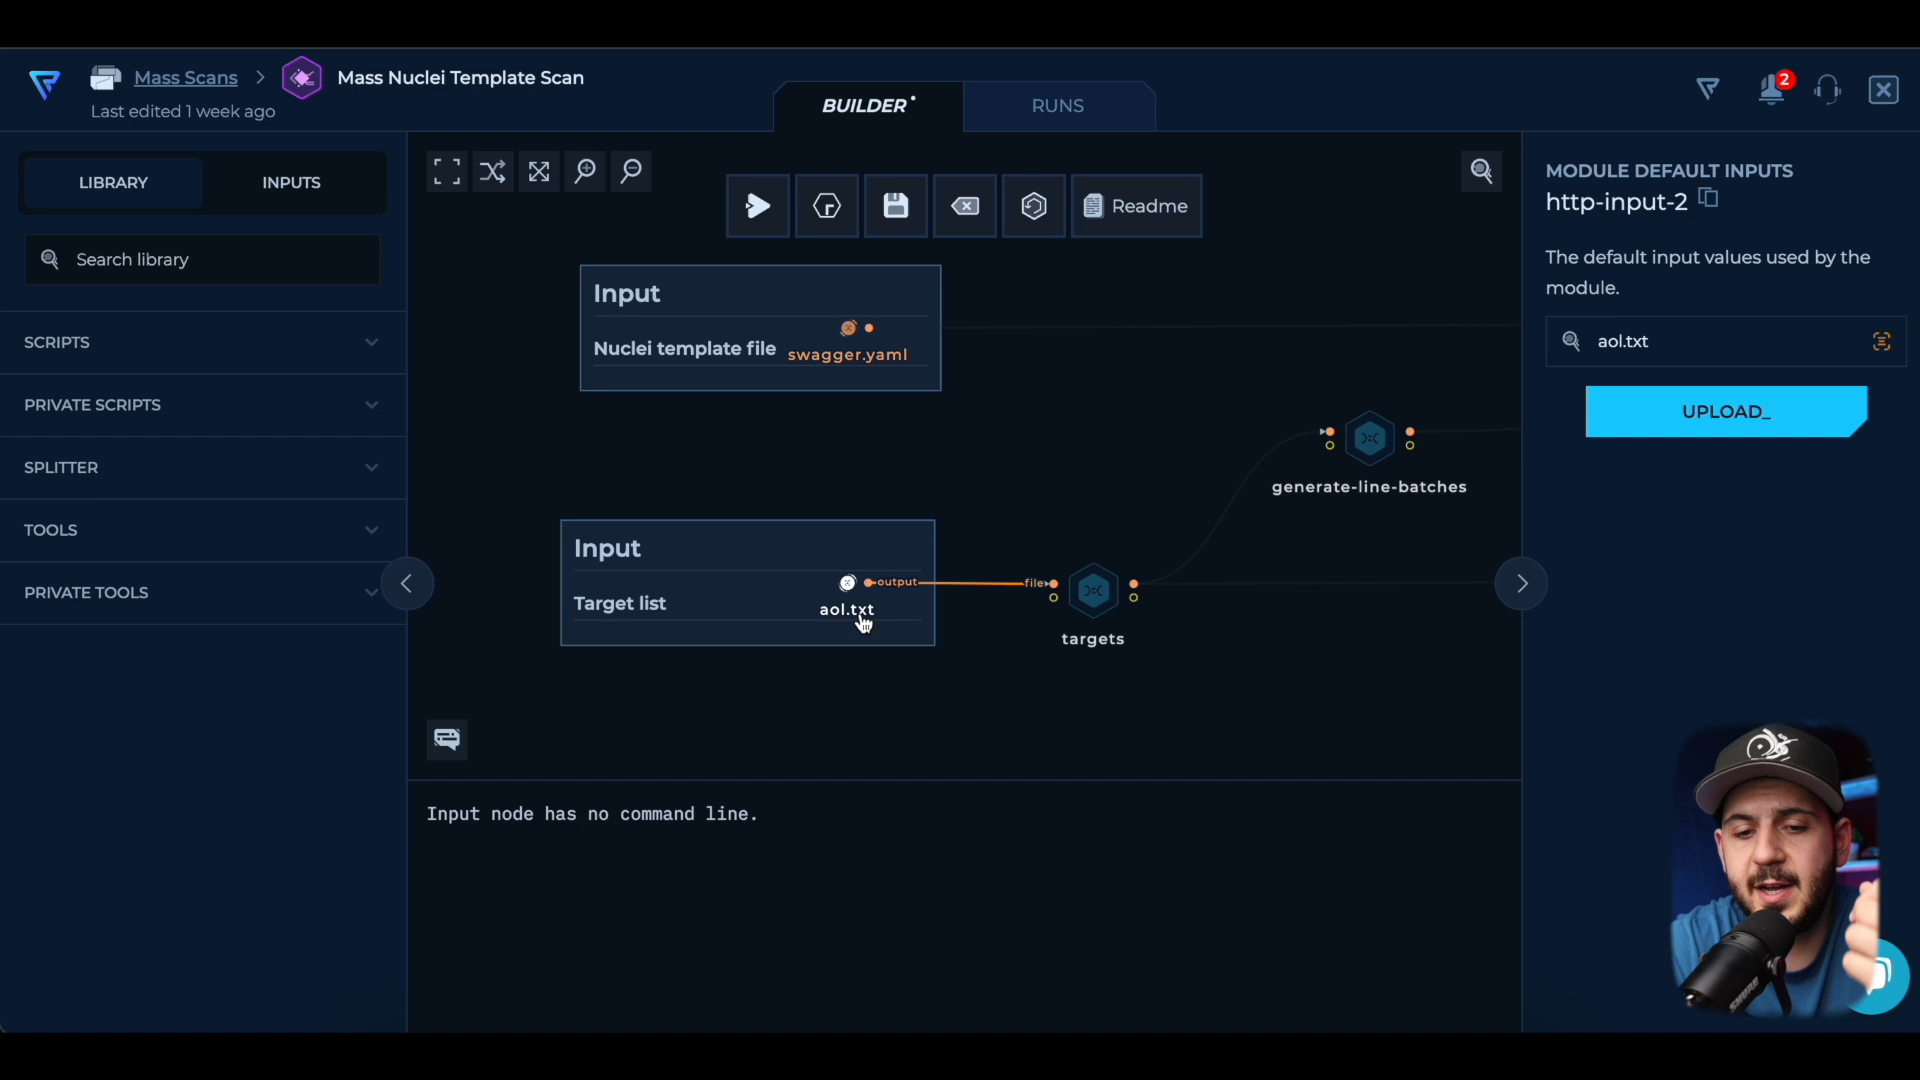 Mass Scans > Mass Nuclei Template Scan
Last edited 1 week ago
BUILDER
RUNS
2
LIBRARY
INPUTS
Search library
SCRIPTS
PRIVATE SCRIPTS
SPLITTER
TOOLS
PRIVATE TOOLS
Readme
Input
Nuclei template file
swagger.yaml
generate-line-batches
Input
Target list
output
aol.txt
file
targets
Input node has no command line.
MODULE DEFAULT INPUTS
http-input-2
The default input values used by the
module.
aol.txt
UPLOAD_
SHURE